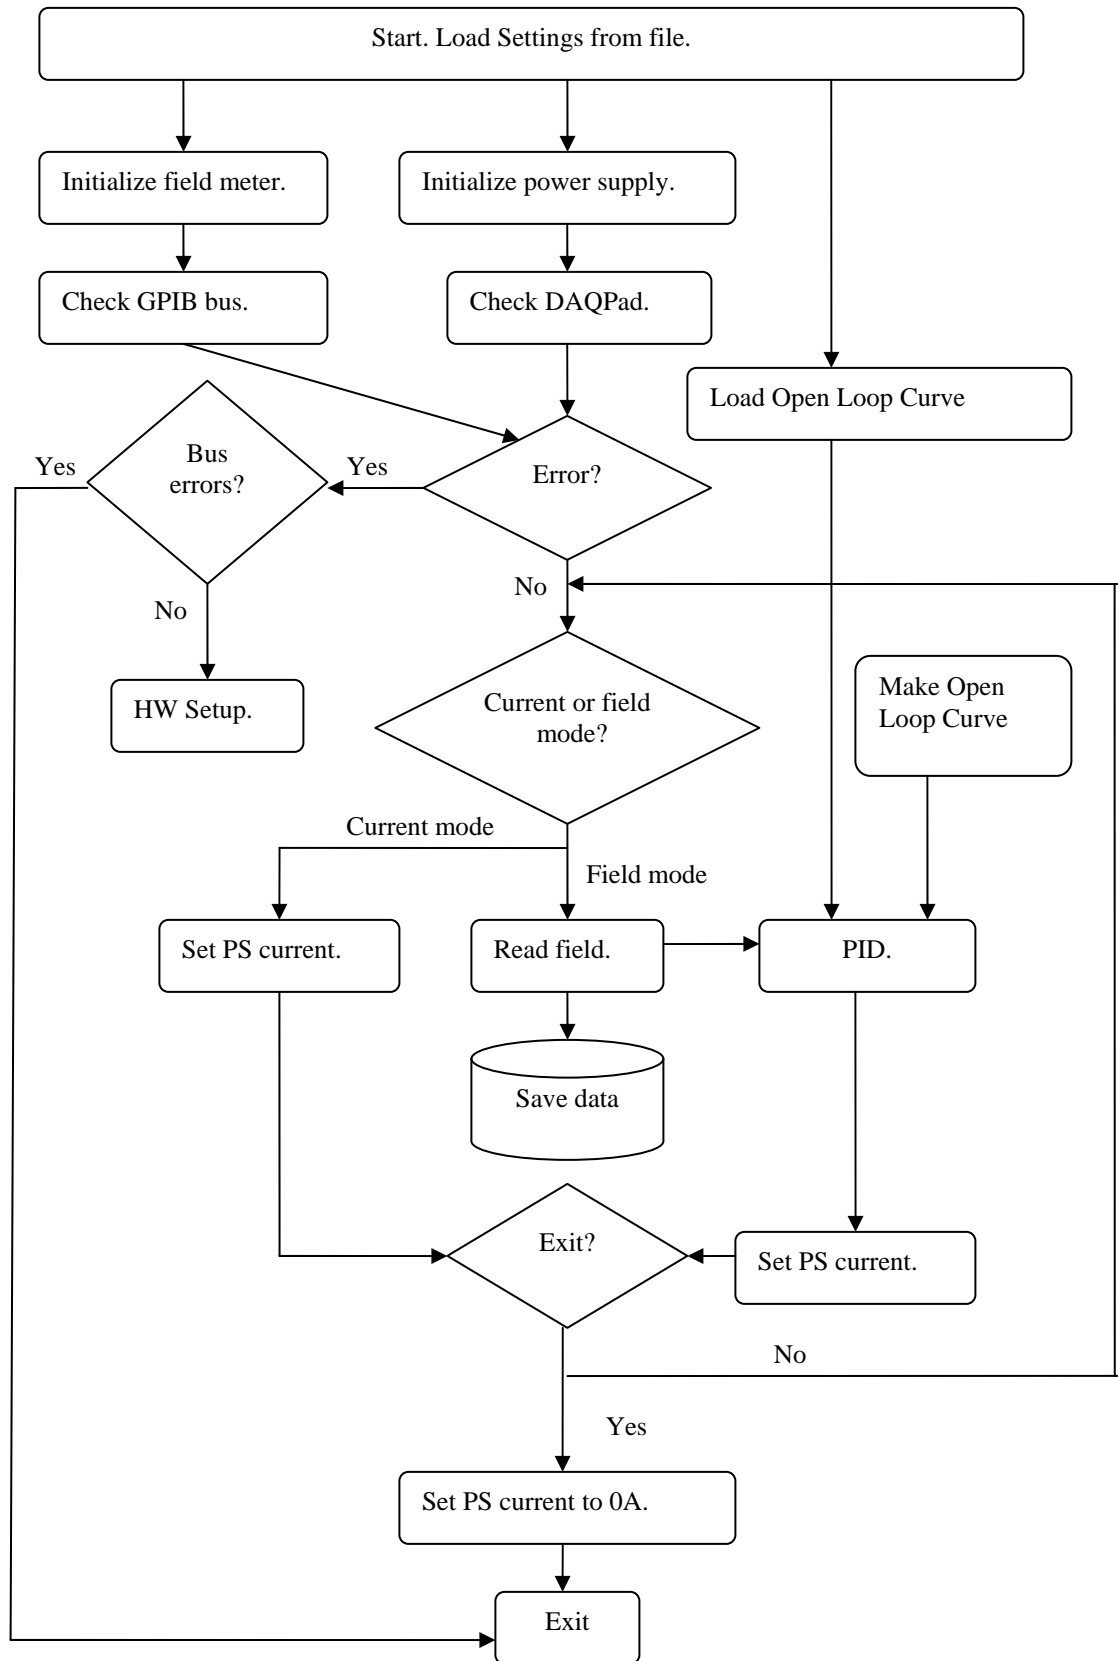 Start. Load Settings from file.
Initialize field meter.
Initialize power supply.
Check GPIB bus.
Check DAQPad.
Load Open Loop Curve
Yes
Bus
errors?
Yes
Error?
No
No
HW Setup.
Current or field
mode?
Make Open
Loop Curve
Current mode
Field mode
Set PS current.
Read field.
PID.
Save data
Exit?
Set PS current.
No
Yes
Set PS current to 0A.
Exit